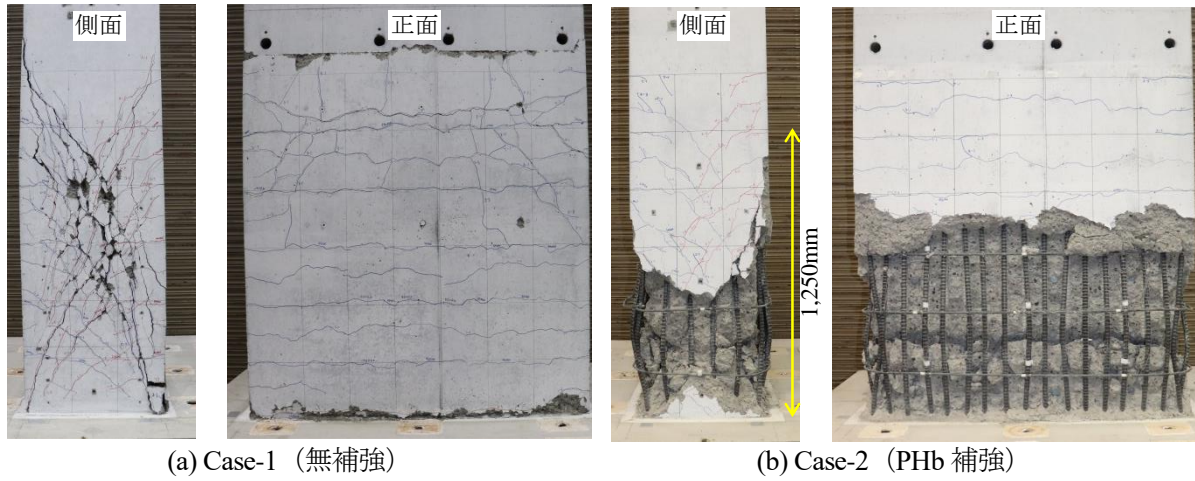 側面
正面
側面
正面
1,250mm
(a) Case-1（無補強）
(b) Case-2（PHb 補強）